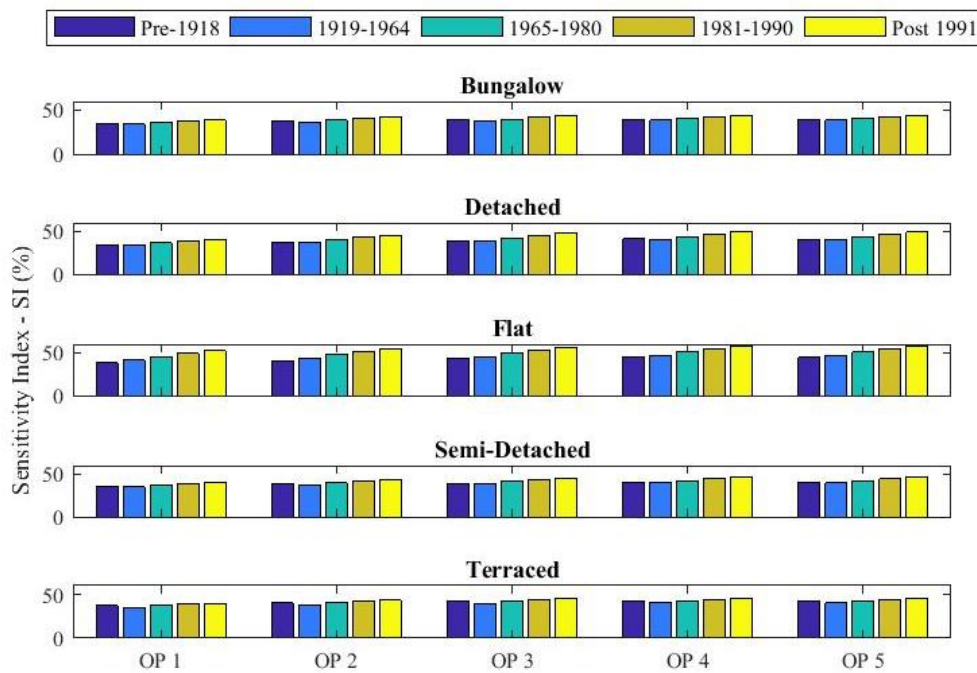 Pre-1918 1919-1964 1965-1980 1981-1990 Post 1991
Sensitivity Index - SI (%)
Bungalow
50
0
Detached
50
0
Flat
50
0
Semi-Detached
50
0
Terraced
50
0
OP 1 OP 2 OP 3 OP 4 OP 5